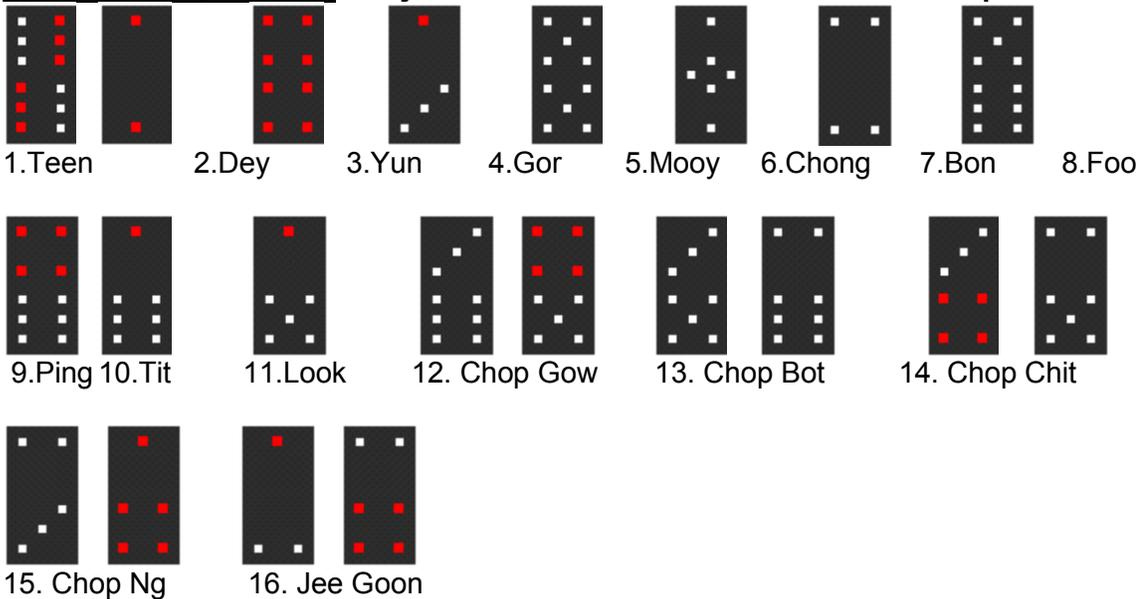 1.Teen 2.Dey 3.Yun 4.Gor 5.Mooy 6.Chong 7.Bon 8.Foo
9.Ping 10.Tit 11.Look 12. Chop Gow 13. Chop Bot 14. Chop Chit
15. Chop Ng 16. Jee Goon